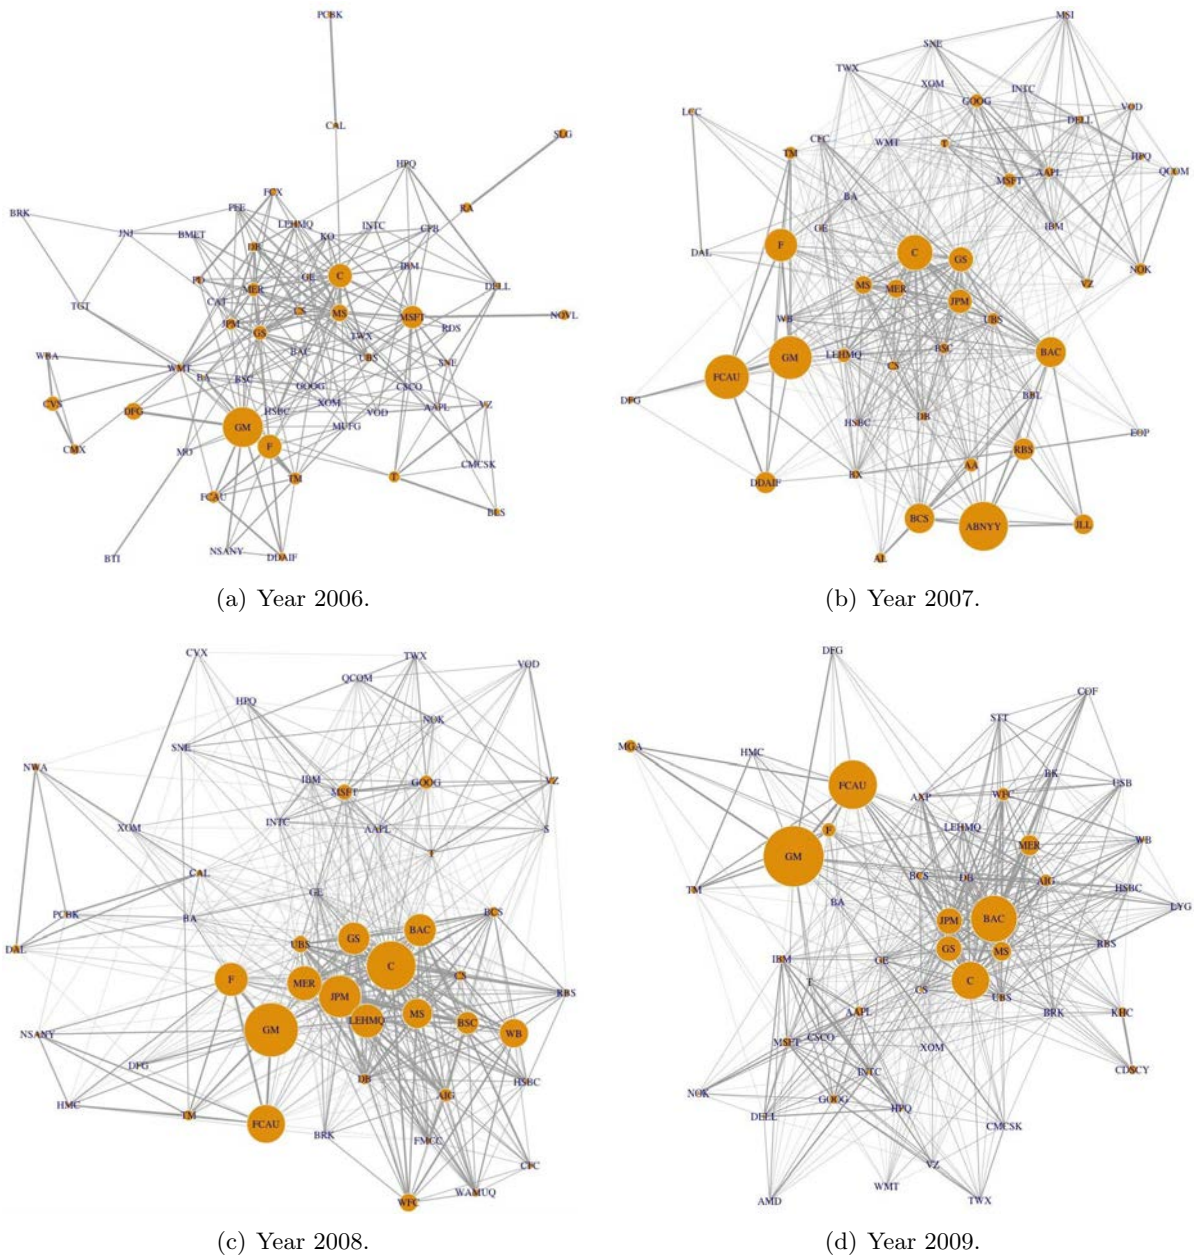 PCBK
CAL
SLG
HPQ
FCX
RA
BRK
PFE
LEHMQ
KO
INTC
CPB
JNJ
BMET
DB
IBM
PD
GE
C
MER
DELL
CAT
TGT
CS
MS
MSFT
NOVL
JPM
GS
RDS
TWX
BAC
UBS
WBA
WMT
SNE
BA
BSC
GOOG
CSCO
CVS
DFG
HSBC
XOM
VOD
AAPL
VZ
GM
MUFG
F
CMX
MO
CMCSK
TM
T
FCAU
BLS
NSANY
DDAIF
BTI
(a) Year 2006.
MSI
SNE
TWX
XOM
INTC
GOOG
LCC
VOD
DELL
CFC
WMT
T
TM
HPQ
AAPL
QCOM
MSFT
BA
GE
IBM
F
C
DAL
GS
NOK
MS
MER
VZ
JPM
WB
UBS
BSC
BAC
GM
LEHMQ
CS
FCAU
BBL
DFG
DB
HSBC
EOP
RBS
AA
BX
DDAIF
BCS
ABNYY
JLL
AL
(b) Year 2007.
CVX
TWX
VOD
QCOM
HPQ
NOK
SNE
NWA
IBM
GOOG
MSFT
VZ
XOM
INTC
AAPL
S
T
CAL
GE
PCBK
BA
BCS
BAC
DAL
UBS
GS
C
CS
F
MER
JPM
RBS
MS
LEHMQ
BSC
GM
NSANY
WB
DFG
DB
HSBC
AIG
HMC
TM
FCAU
BRK
FMCC
CFC
WAMUQ
WFC
(c) Year 2008.
DFG
COF
STT
MGA
HMC
BK
USB
FCAU
AXP
WFC
F
LEHMQ
MER
WB
GM
BCS
DB
AIG
HSBC
TM
BA
LYG
JPM
BAC
RBS
GS
MS
IBM
GE
T
C
CS
UBS
AAPL
BRK
KHC
MSFT
CSCO
XOM
INTC
CDSCY
NOK
GOOG
HPQ
DELL
CMCSK
VZ
WMT
AMD
TWX
(d) Year 2009.